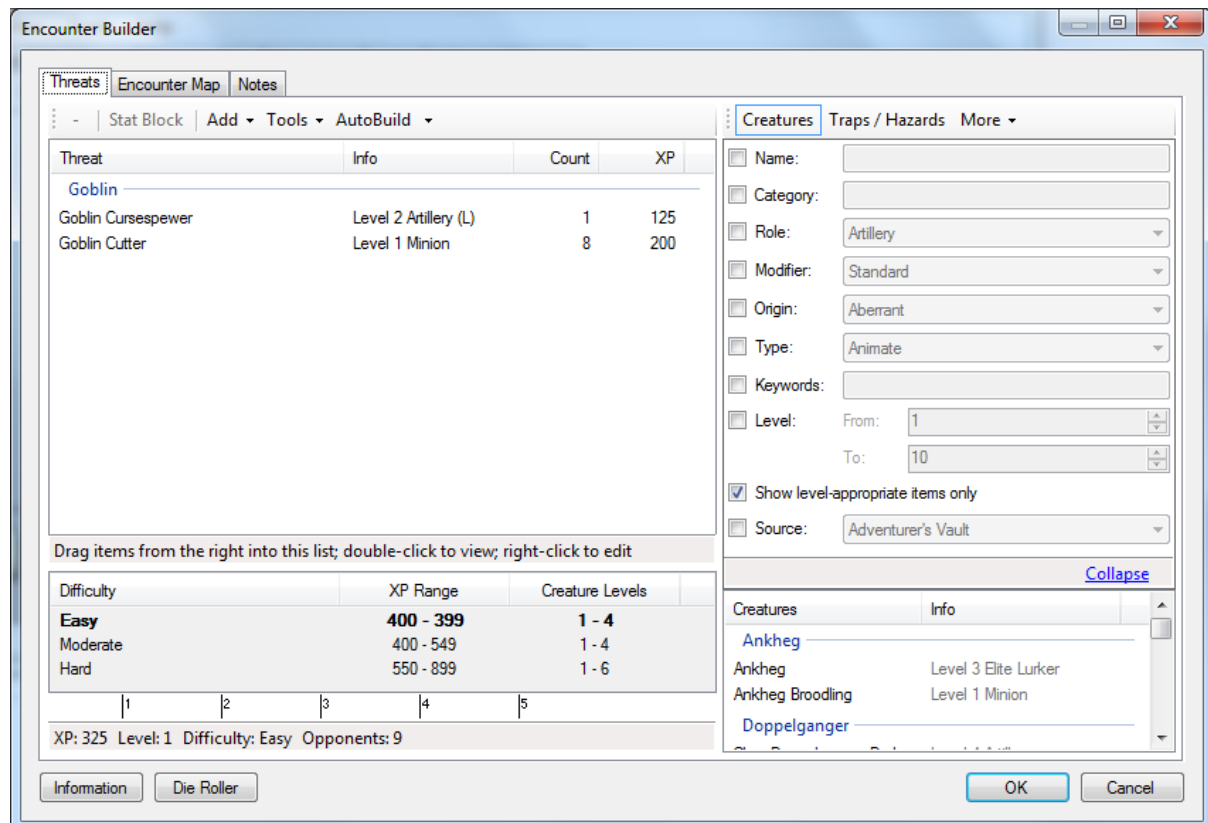 Encounter Builder
Threats Encounter Map Notes
- Stat Block Add Tools AutoBuild
Threat Info Count XP
Goblin
Goblin Cursespewer Level 2 Artillery (L) 1 125
Goblin Cutter Level 1 Minion 8 200
Drag items from the right into this list; double-click to view; right-click to edit
Difficulty XP Range Creature Levels
Easy 400 - 399 1 - 4
Moderate 400 - 549 1 - 4
Hard 550 - 899 1 - 6
1 2 3 4 5
XP: 325 Level: 1 Difficulty: Easy Opponents: 9
Creatures Traps / Hazards More
Name:
Category:
Role: Artillery
Modifier: Standard
Origin: Aberrant
Type: Animate
Keywords:
Level: From: 1
To: 10
Show level-appropriate items only
Source: Adventurer's Vault
Collapse
Creatures Info
Ankheg
Ankheg Level 3 Elite Lurker
Ankheg Broodling Level 1 Minion
Doppelganger
Information Die Roller OK Cancel